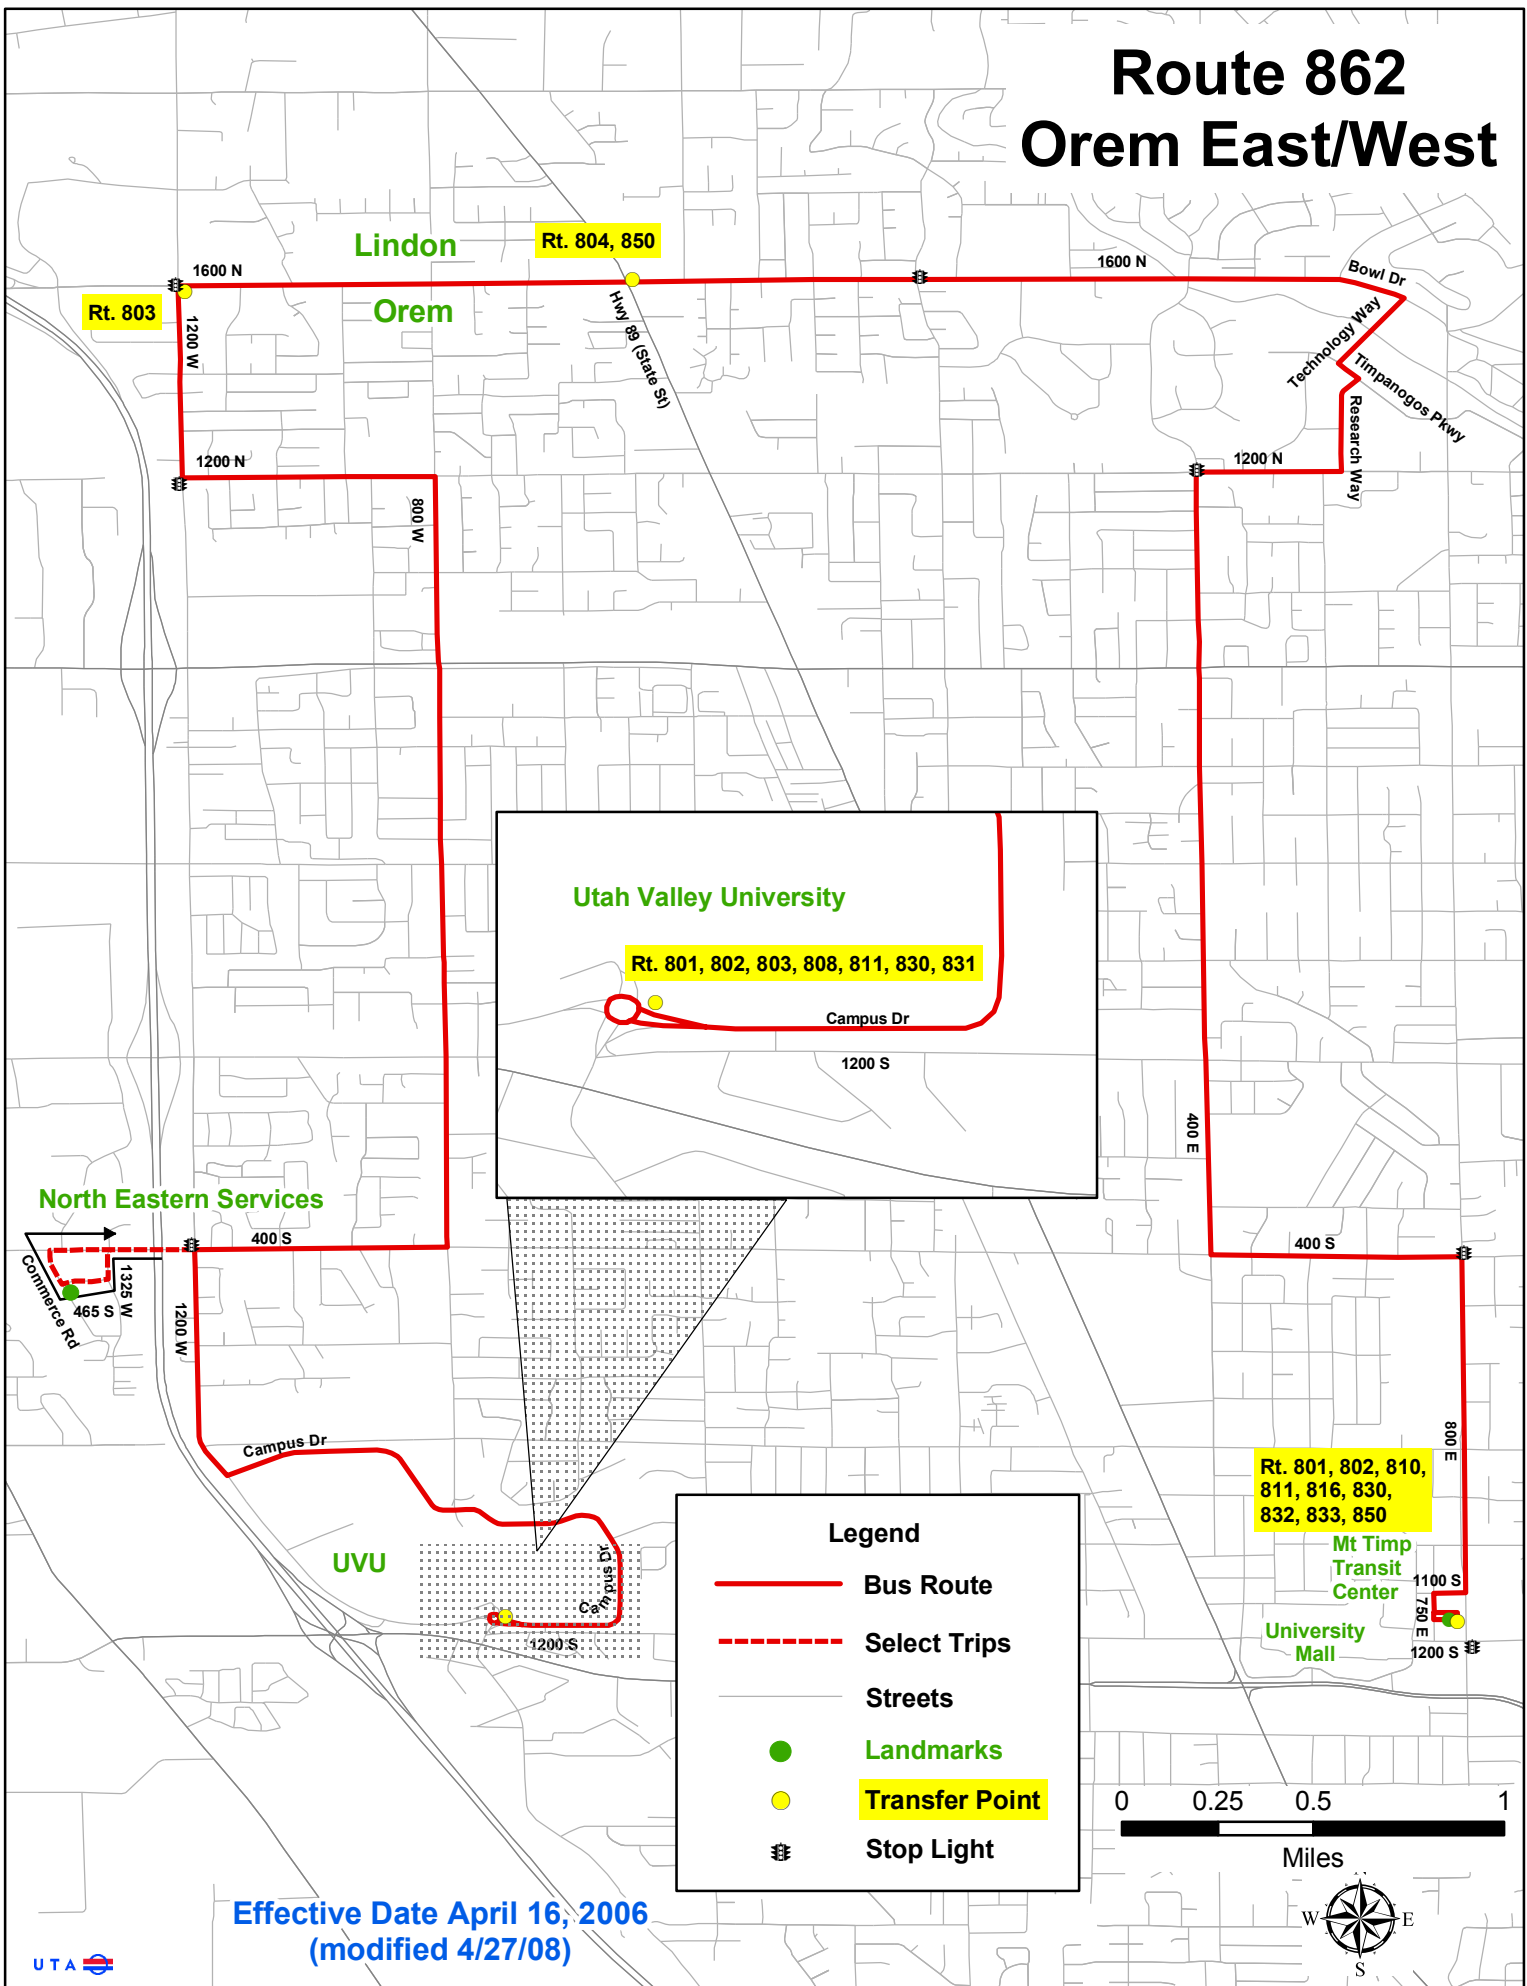 Route 862
Orem East/West
Lindon
Rt. 804, 850
1600 N
1600 N
Bowl Dr
Rt. 803
Orem
1200 W
Hwy 89 (State St)
Technology Way
Timpanogos Pkwy
Research Way
1200 N
1200 N
800 W
Utah Valley University
Rt. 801, 802, 803, 808, 811, 830, 831
Campus Dr
1200 S
400 E
North Eastern Services
400 S
400 S
Commerce Rd
1325 W
465 S
1200 W
Campus Dr
800 E
Rt. 801, 802, 810,
811, 816, 830,
832, 833, 850
Mt Timp
Transit
Center
1100 S
750 E
University
Mall
1200 S
UVU
Campus Dr
1200 S
Legend
Bus Route
Select Trips
Streets
Landmarks
Transfer Point
Stop Light
0 0.25 0.5 1
Miles
N
W E
S
Effective Date April 16, 2006
(modified 4/27/08)
UTA